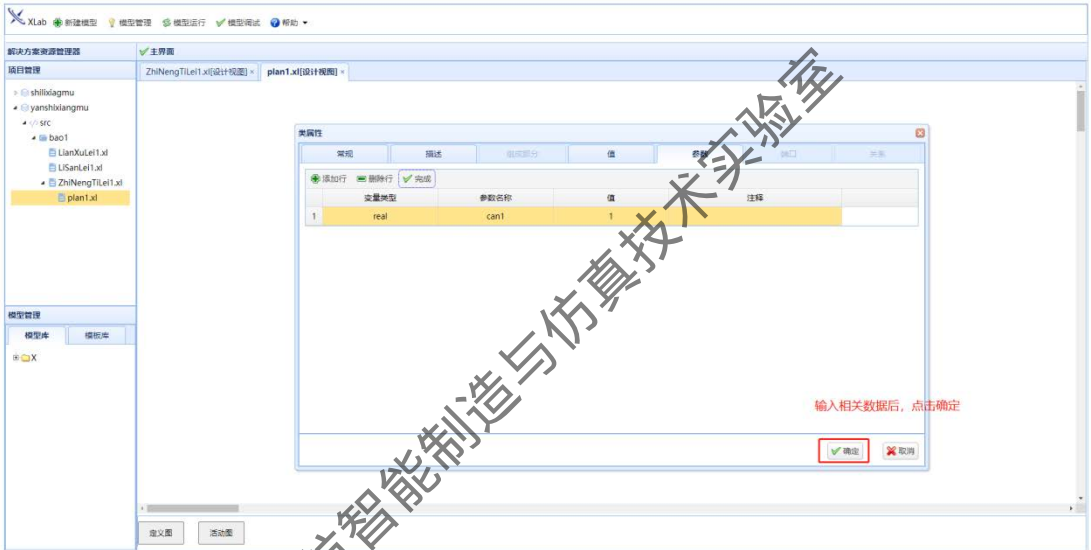 XLab 新建模型 模型管理 模型运行 模型调试 帮助
解决方案资源管理器
主界面
项目管理
ZhiNengTiLei1.xl[设计视图] × plan1.xl[设计视图] ×
shilixiagmu
yanshixiangmu
src
bao1
LianXuLei1.xl
LiSanLei1.xl
ZhiNengTiLei1.xl
plan1.xl
类属性
常规 描述 组成部分 值 参数 端口 关系
添加行 删除行 完成
变量类型 参数名称 值 注释
1 real can1 1
模型管理
模型库 模板库
X
输入相关数据后，点击确定
确定 取消
定义图 活动图
智能制造与仿真技术实验室